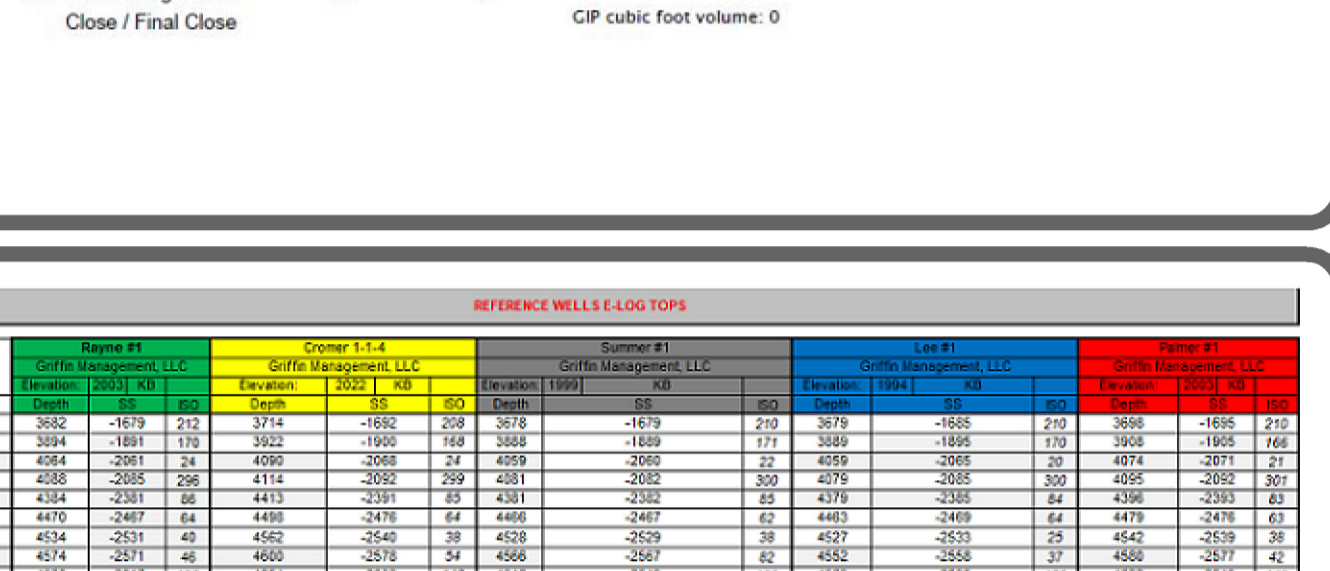 Close / Final Close
GIP cubic foot volume: 0
REFERENCE WELLS E-LOG TOPS
Rayne #1 Cromer 1-1-4 Summer #1 Lee #1 Palmer #1
Griffin Management, LLC Griffin Management, LLC Griffin Management, LLC Griffin Management, LLC Griffin Management, LLC
Elevation: 2003 KB Elevation: 2022 KB Elevation: 1999 KB Elevation: 1994 KB Elevation: 2003 KB
Depth SS ISO Depth SS ISO Depth SS ISO Depth SS ISO Depth SS ISO
3682 -1679 212 3714 -1692 208 3678 -1679 210 3679 -1685 210 3698 -1695 210
3894 -1891 170 3922 -1900 168 3888 -1889 171 3889 -1895 170 3908 -1905 166
4064 -2061 24 4090 -2068 24 4059 -2060 22 4059 -2065 20 4074 -2071 21
4088 -2085 296 4114 -2092 299 4081 -2082 300 4079 -2085 300 4095 -2092 301
4384 -2381 86 4413 -2391 85 4381 -2382 85 4379 -2385 84 4396 -2393 83
4470 -2467 64 4498 -2476 64 4466 -2467 62 4463 -2469 64 4479 -2476 63
4534 -2531 40 4562 -2540 38 4528 -2529 38 4527 -2533 25 4542 -2539 38
4574 -2571 46 4600 -2578 54 4566 -2567 82 4552 -2558 37 4580 -2577 42